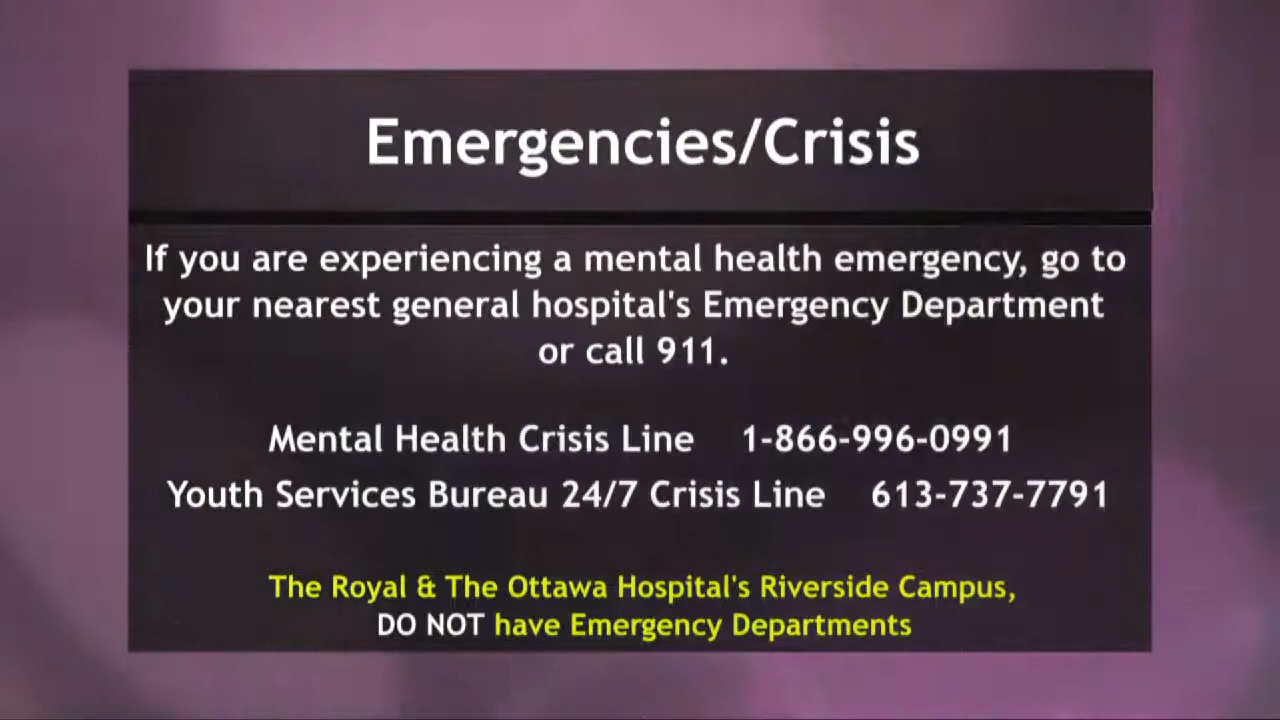 Emergencies/Crisis
If you are experiencing a mental health emergency, go to
your nearest general hospital's Emergency Department
or call 911.
Mental Health Crisis Line 1-866-996-0991
Youth Services Bureau 24/7 Crisis Line 613-737-7791
The Royal & The Ottawa Hospital's Riverside Campus,
DO NOT have Emergency Departments